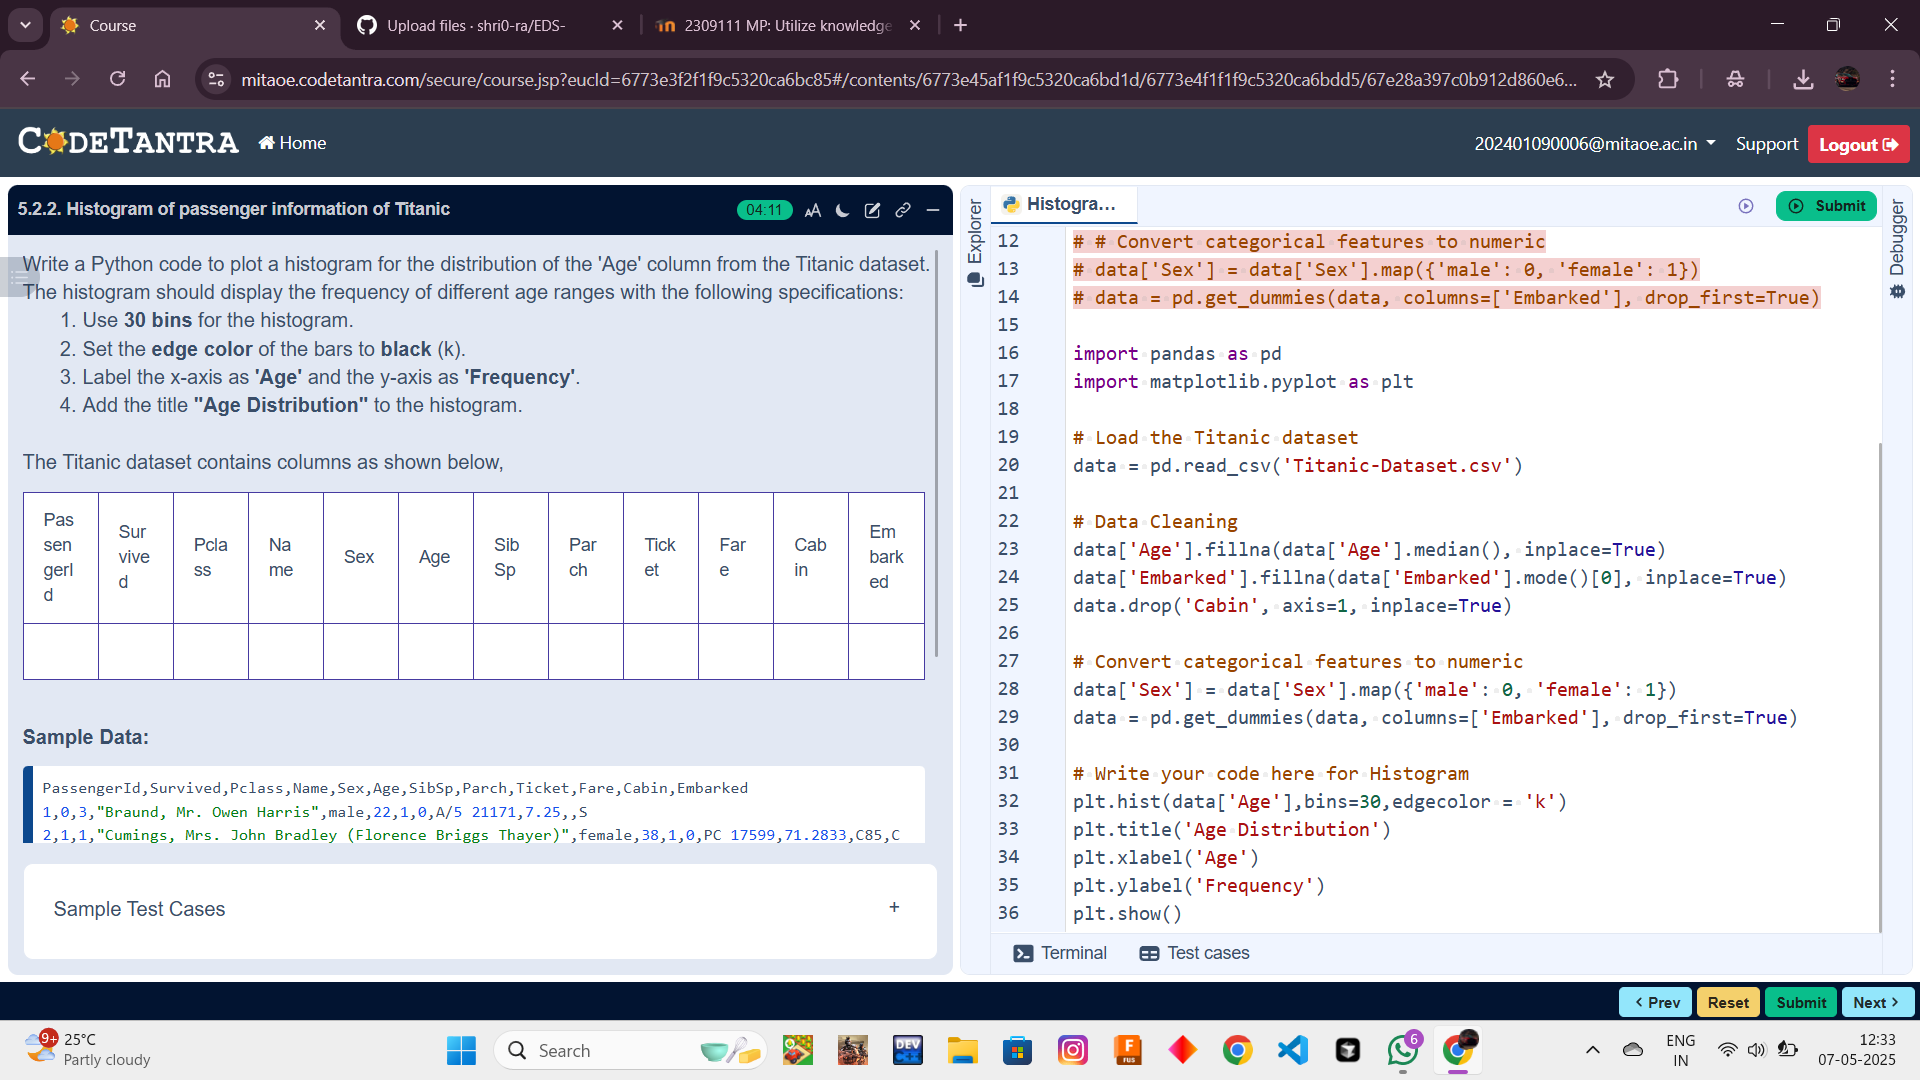 Course
Upload files · shri0-ra/EDS-
2309111 MP: Utilize knowledge
mitaoe.codetantra.com/secure/course.jsp?eucId=6773e3f2f1f9c5320ca6bc85#/contents/6773e45af1f9c5320ca6bd1d/6773e4f1f1f9c5320ca6bdd5/67e28a397c0b912d860e6...
CODETANTRA
Home
202401090006@mitaoe.ac.in
Support
Logout
5.2.2. Histogram of passenger information of Titanic
04:11
AA
Write a Python code to plot a histogram for the distribution of the 'Age' column from the Titanic dataset.
The histogram should display the frequency of different age ranges with the following specifications:
1. Use 30 bins for the histogram.
2. Set the edge color of the bars to black (k).
3. Label the x-axis as 'Age' and the y-axis as 'Frequency'.
4. Add the title "Age Distribution" to the histogram.
The Titanic dataset contains columns as shown below,
Pas
sen
gerI
d
Sur
vive
d
Pcla
ss
Na
me
Sex
Age
Sib
Sp
Par
ch
Tick
et
Far
e
Cab
in
Em
bark
ed
Sample Data:
PassengerId,Survived,Pclass,Name,Sex,Age,SibSp,Parch,Ticket,Fare,Cabin,Embarked
1,0,3,"Braund, Mr. Owen Harris",male,22,1,0,A/5 21171,7.25,,S
2,1,1,"Cumings, Mrs. John Bradley (Florence Briggs Thayer)",female,38,1,0,PC 17599,71.2833,C85,C
Sample Test Cases
+
Explorer
Histogra...
Submit
Debugger
12 # # Convert categorical features to numeric
13 # data['Sex'] = data['Sex'].map({'male': 0, 'female': 1})
14 # data = pd.get_dummies(data, columns=['Embarked'], drop_first=True)
15
16 import pandas as pd
17 import matplotlib.pyplot as plt
18
19 # Load the Titanic dataset
20 data = pd.read_csv('Titanic-Dataset.csv')
21
22 # Data Cleaning
23 data['Age'].fillna(data['Age'].median(), inplace=True)
24 data['Embarked'].fillna(data['Embarked'].mode()[0], inplace=True)
25 data.drop('Cabin', axis=1, inplace=True)
26
27 # Convert categorical features to numeric
28 data['Sex'] = data['Sex'].map({'male': 0, 'female': 1})
29 data = pd.get_dummies(data, columns=['Embarked'], drop_first=True)
30
31 # Write your code here for Histogram
32 plt.hist(data['Age'],bins=30,edgecolor = 'k')
33 plt.title('Age Distribution')
34 plt.xlabel('Age')
35 plt.ylabel('Frequency')
36 plt.show()
Terminal
Test cases
< Prev
Reset
Submit
Next >
9+
25°C
Partly cloudy
Search
DEV
F
FUS
6
ENG
IN
12:33
07-05-2025